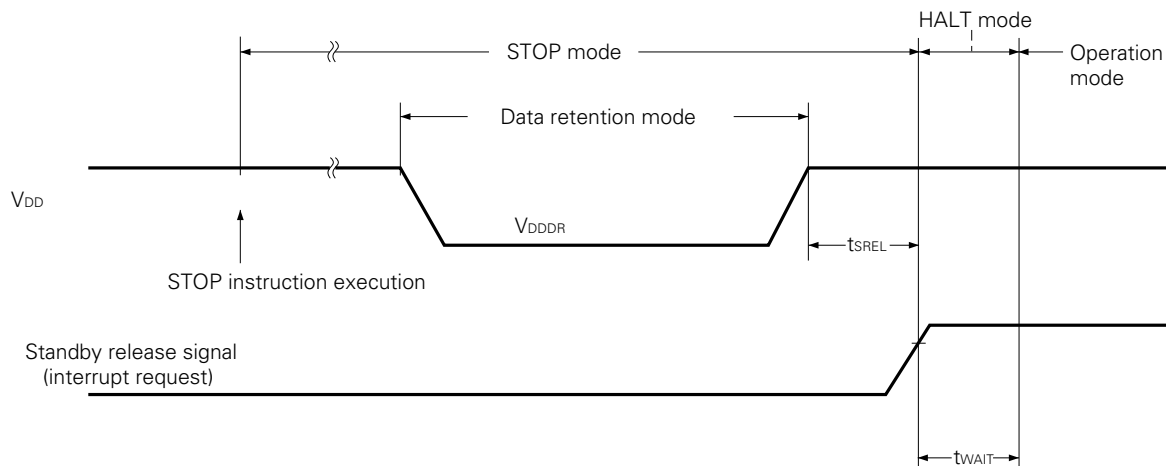 HALT mode
STOP mode
Operation
mode
Data retention mode
VDD
VDDDR
tSREL
STOP instruction execution
Standby release signal
(interrupt request)
tWAIT